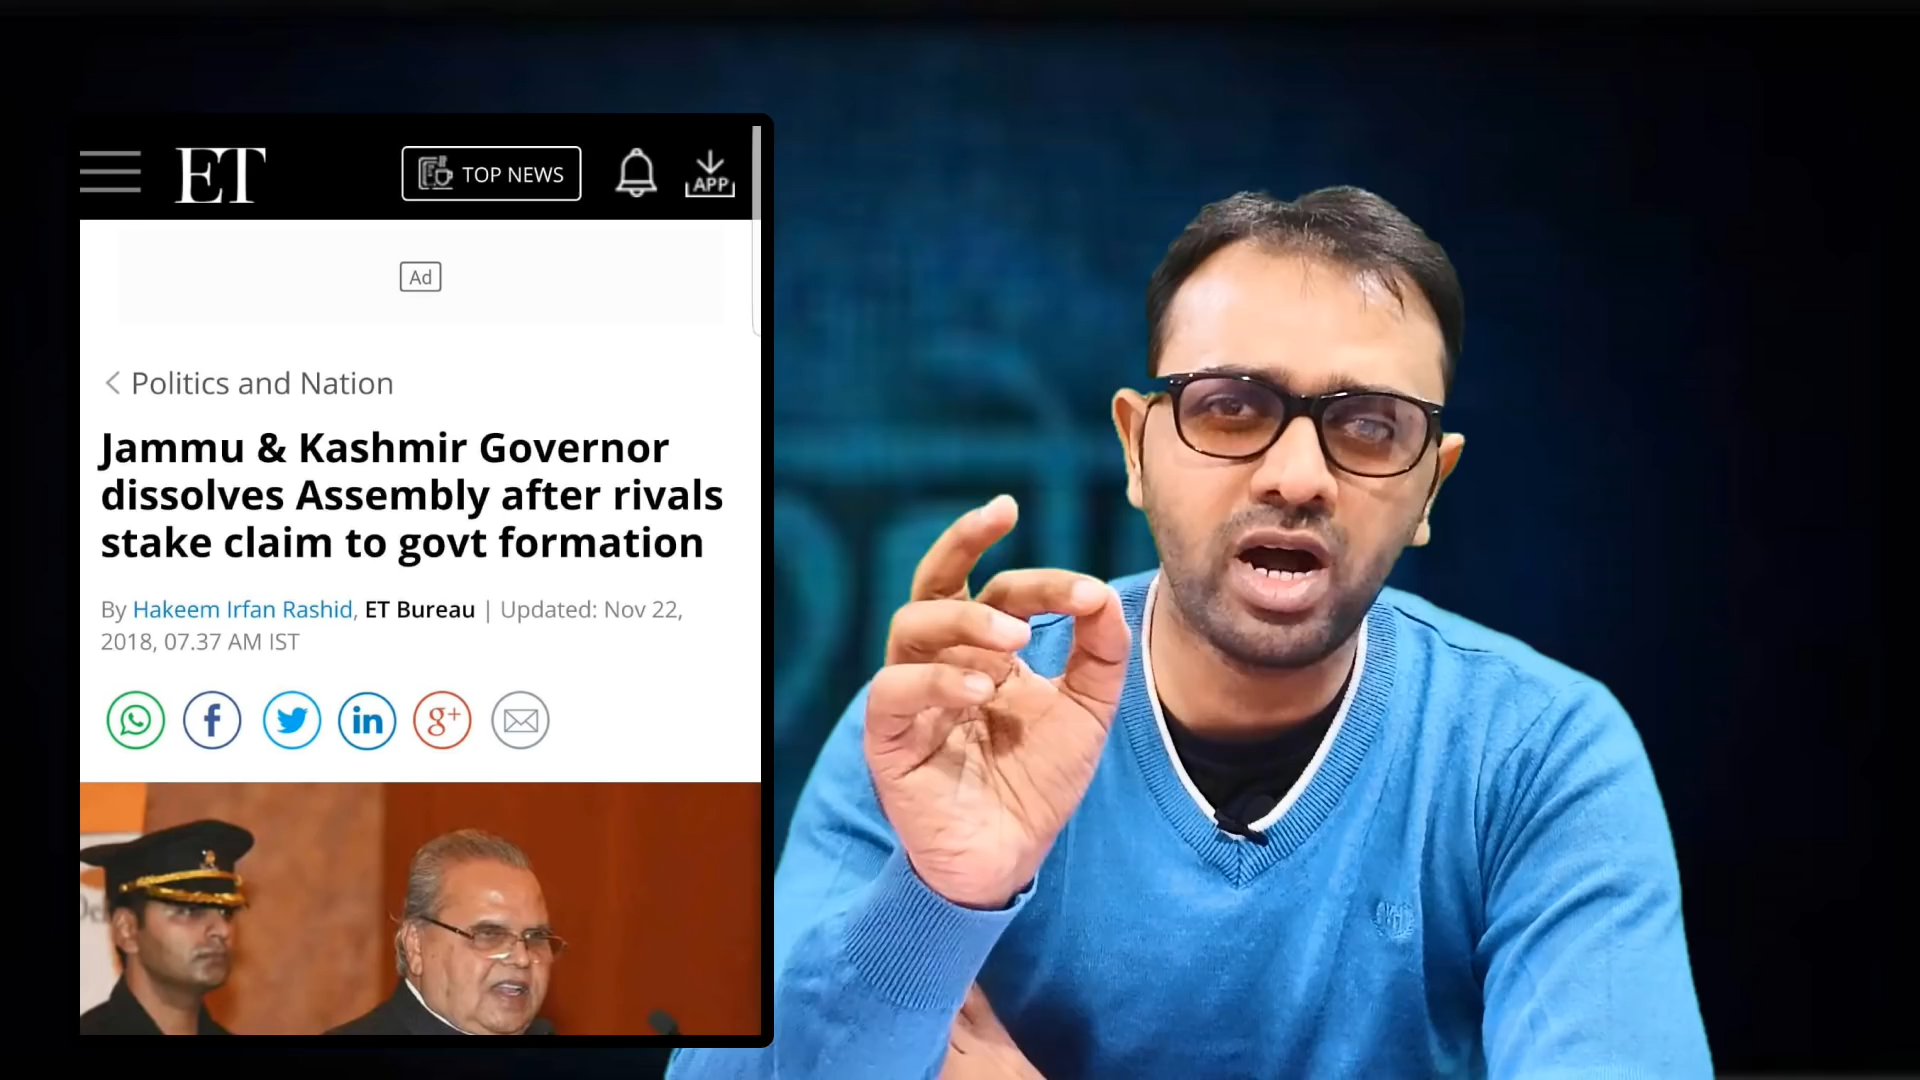 ET
TOP NEWS
APP
Ad
Politics and Nation
Jammu & Kashmir Governor
dissolves Assembly after rivals
stake claim to govt formation
By Hakeem Irfan Rashid, ET Bureau | Updated: Nov 22,
2018, 07.37 AM IST
f
in
g+